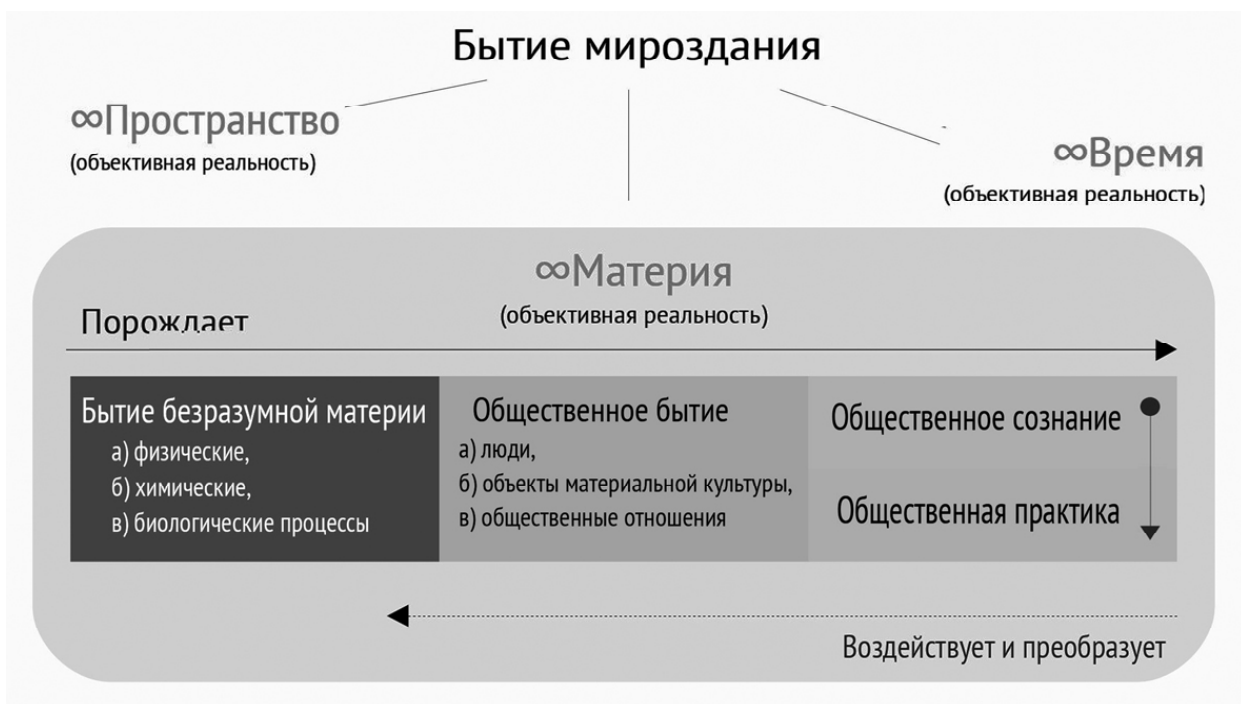 Бытие мироздания
∞Пространство
(объективная реальность)
∞Время
(объективная реальность)
∞Материя
(объективная реальность)
Порождает
Бытие безразумной материи
а) физические,
б) химические,
в) биологические процессы
Общественное бытие
а) люди,
б) объекты материальной культуры,
в) общественные отношения
Общественное сознание
Общественная практика
Воздействует и преобразует